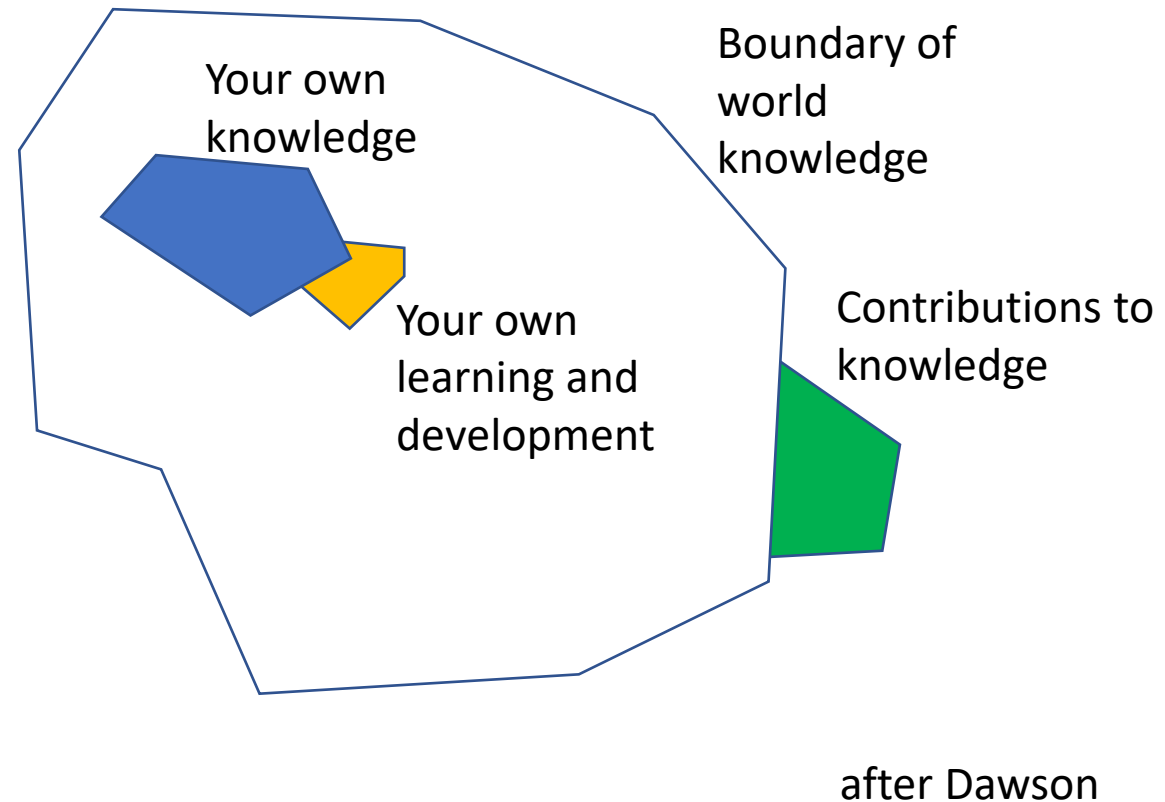 Your own
knowledge
Boundary of
world
knowledge
Your own
learning and
development
Contributions to
knowledge
after Dawson